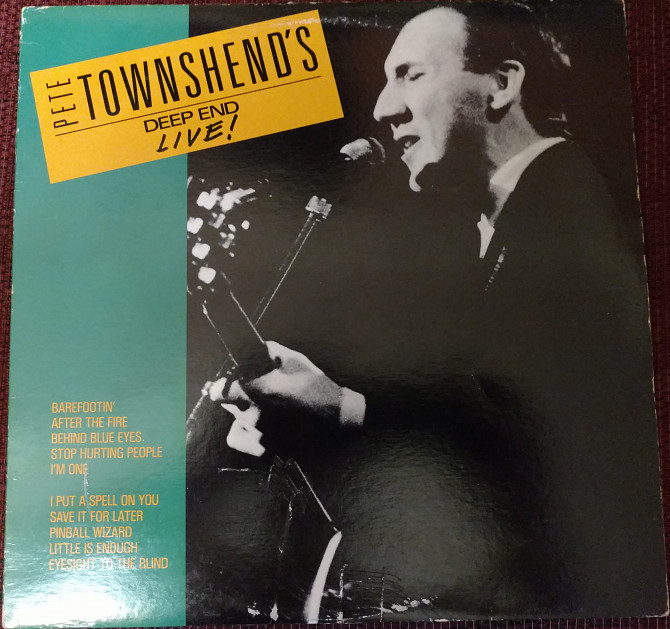 PETE
TOWNSHEND'S
DEEP END
LIVE!
BAREFOOTIN'
AFTER THE FIRE
BEHIND BLUE EYES.
STOP HURTING PEOPLE
I'M ONE
I PUT A SPELL ON YOU
SAVE IT FOR LATER
PINBALL WIZARD
LITTLE IS ENOUGH
EYESIGHT TO THE BLIND